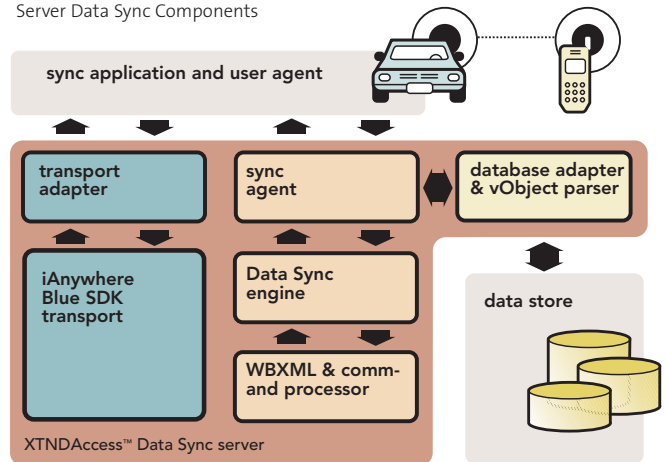 Server Data Sync Components
sync application and user agent
transport
adapter
sync
agent
database adapter
& vObject parser
iAnywhere
Blue SDK
transport
Data Sync
engine
data store
WBXML & comm-
and processor
XTNDAccess™ Data Sync server